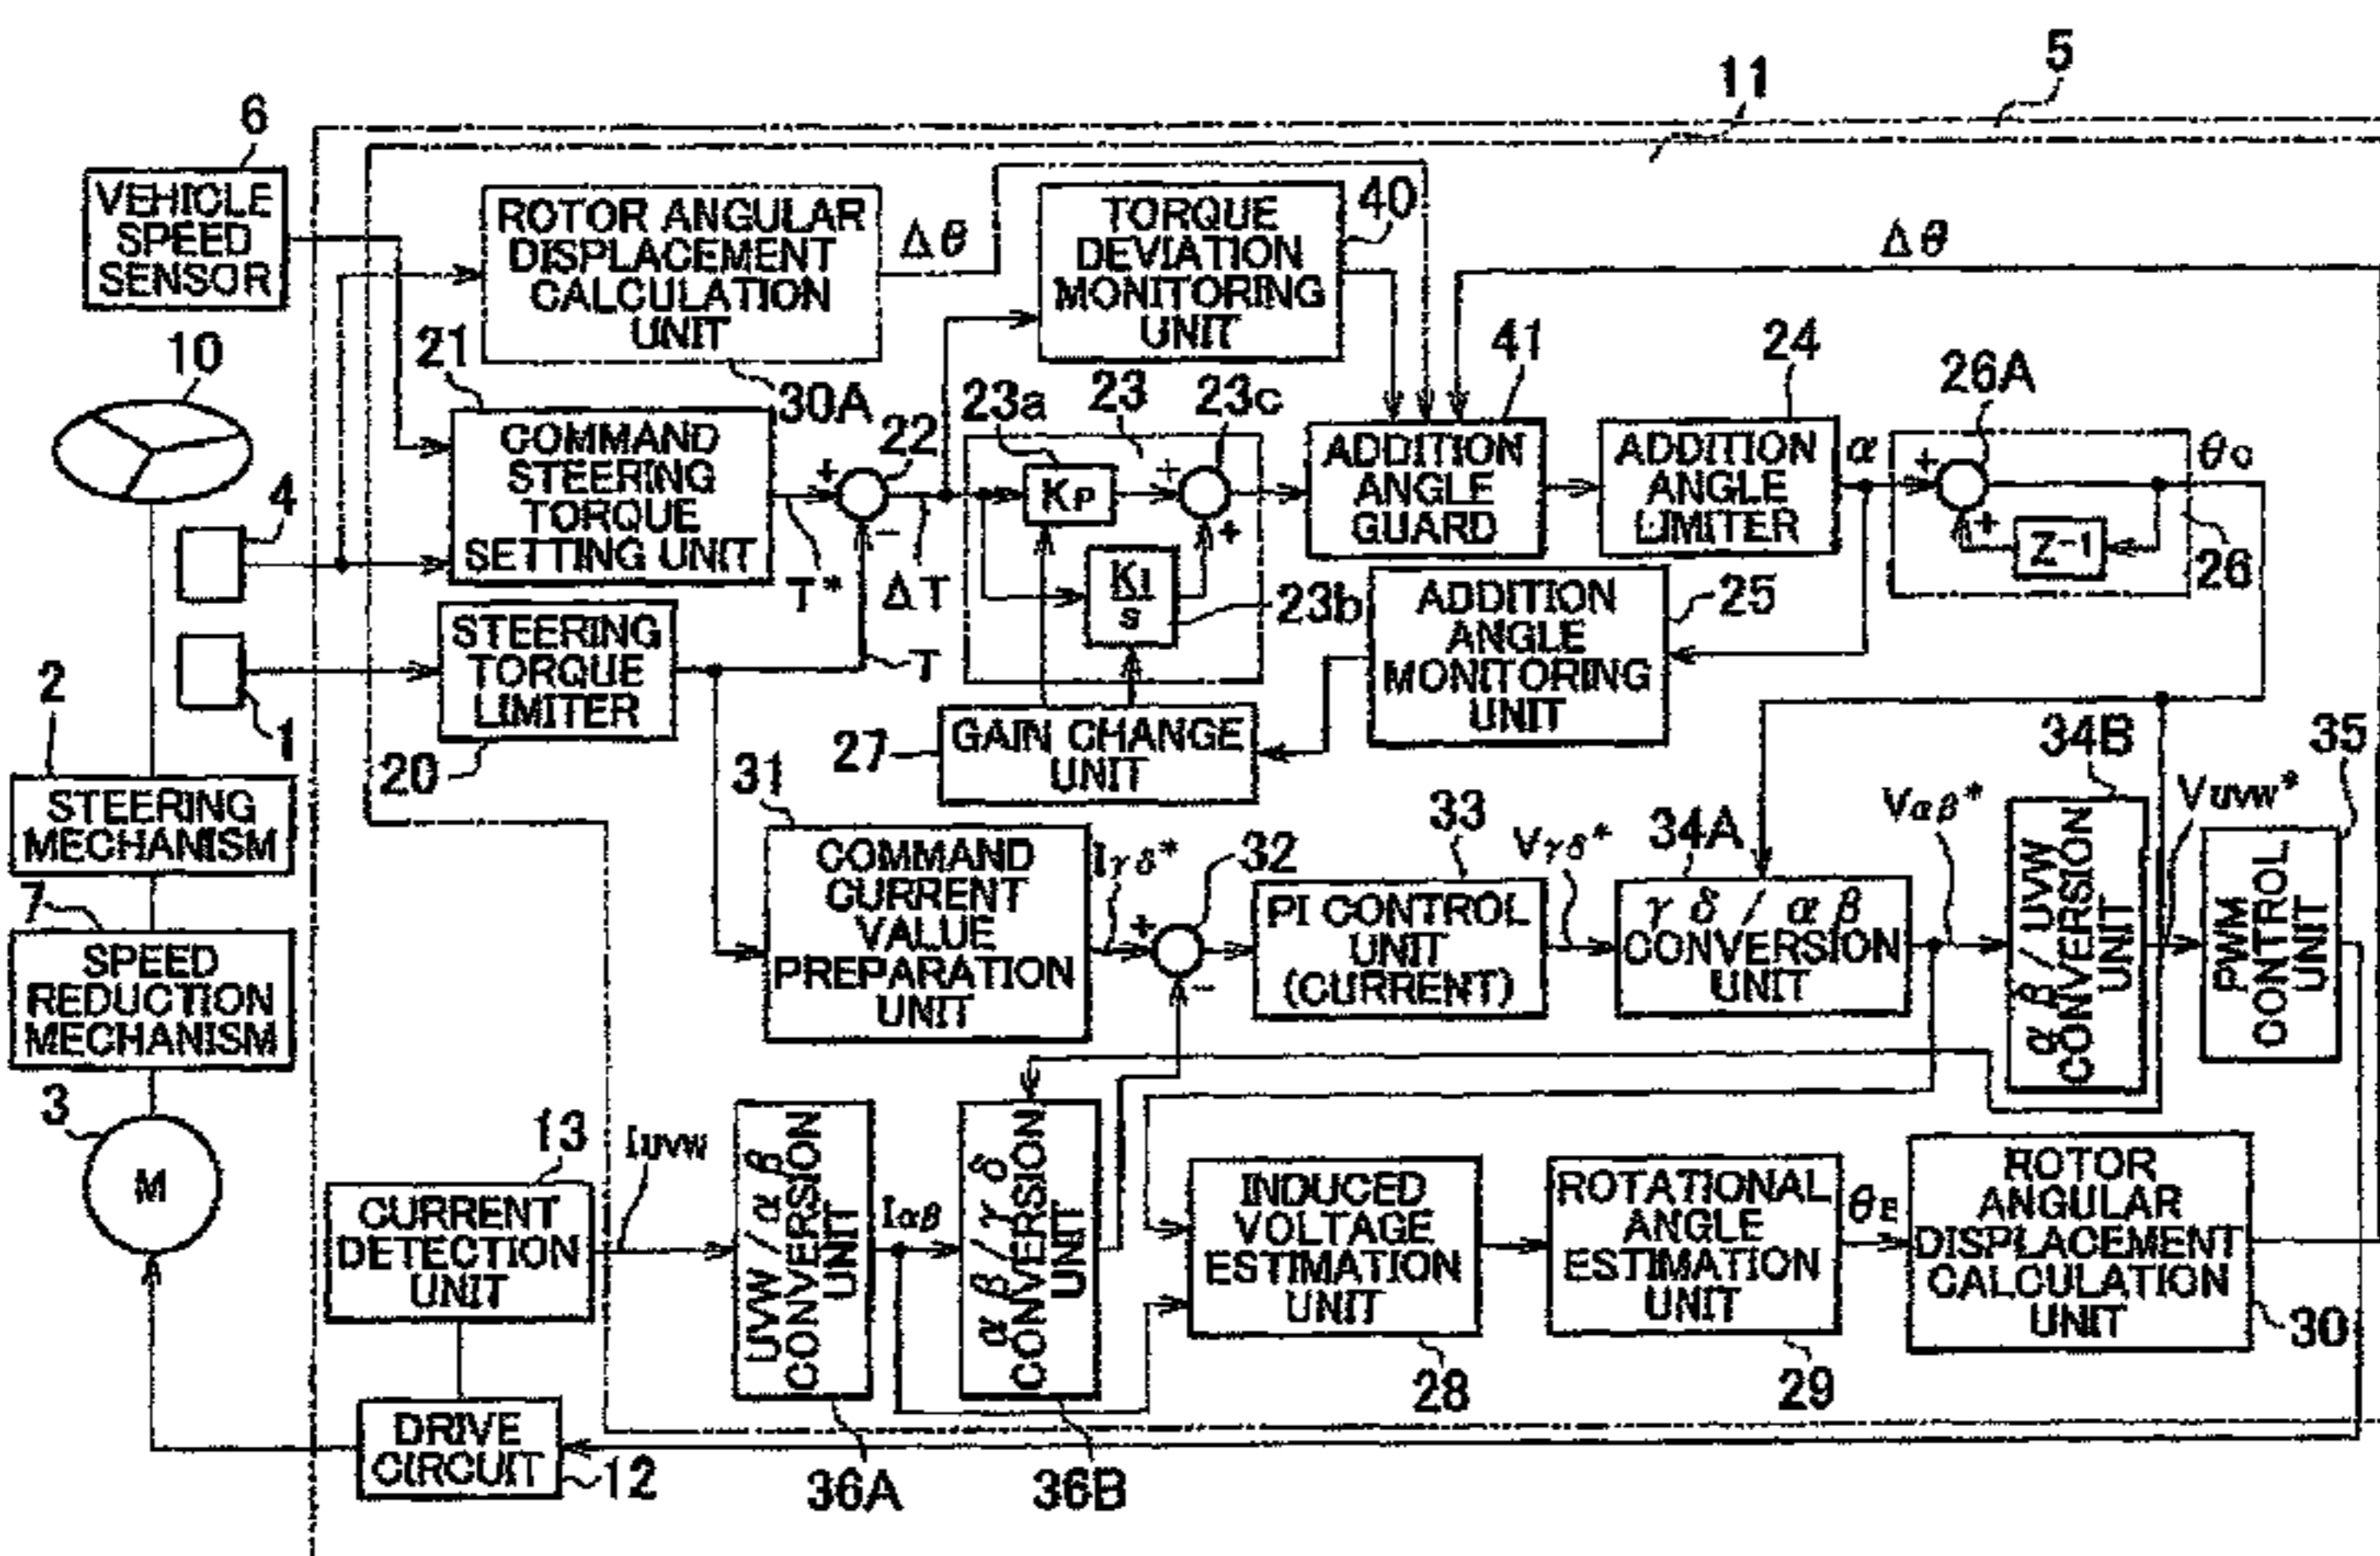 5
11
6
VEHICLE
SPEED
SENSOR
ROTOR ANGULAR
DISPLACEMENT
CALCULATION
UNIT
30A
Δθ
TORQUE
DEVIATION
MONITORING
UNIT
40
Δθ
10
21
COMMAND
STEERING
TORQUE
SETTING UNIT
4
+
22
-
T*
ΔT
T
23a
23
23c
KP
+
+
KI
s
23b
41
ADDITION
ANGLE
GUARD
24
ADDITION
ANGLE
LIMITER
α
26A
+
+
Z-1
θC
26
STEERING
TORQUE
LIMITER
20
1
2
ADDITION
ANGLE
MONITORING
UNIT
25
GAIN CHANGE
UNIT
27
STEERING
MECHANISM
7
SPEED
REDUCTION
MECHANISM
3
M
31
COMMAND
CURRENT
VALUE
PREPARATION
UNIT
Iγδ*
+
32
-
33
PI CONTROL
UNIT
(CURRENT)
Vγδ*
34A
γδ/αβ
CONVERSION
UNIT
Vαβ*
34B
αβ/UVW
CONVERSION
UNIT
VUVW*
35
PWM
CONTROL
UNIT
13
CURRENT
DETECTION
UNIT
IUVW
UVW/αβ
CONVERSION
UNIT
36A
Iαβ
αβ/γδ
CONVERSION
UNIT
36B
INDUCED
VOLTAGE
ESTIMATION
UNIT
28
ROTATIONAL
ANGLE
ESTIMATION
UNIT
29
θE
ROTOR
ANGULAR
DISPLACEMENT
CALCULATION
UNIT
30
DRIVE
CIRCUIT
12